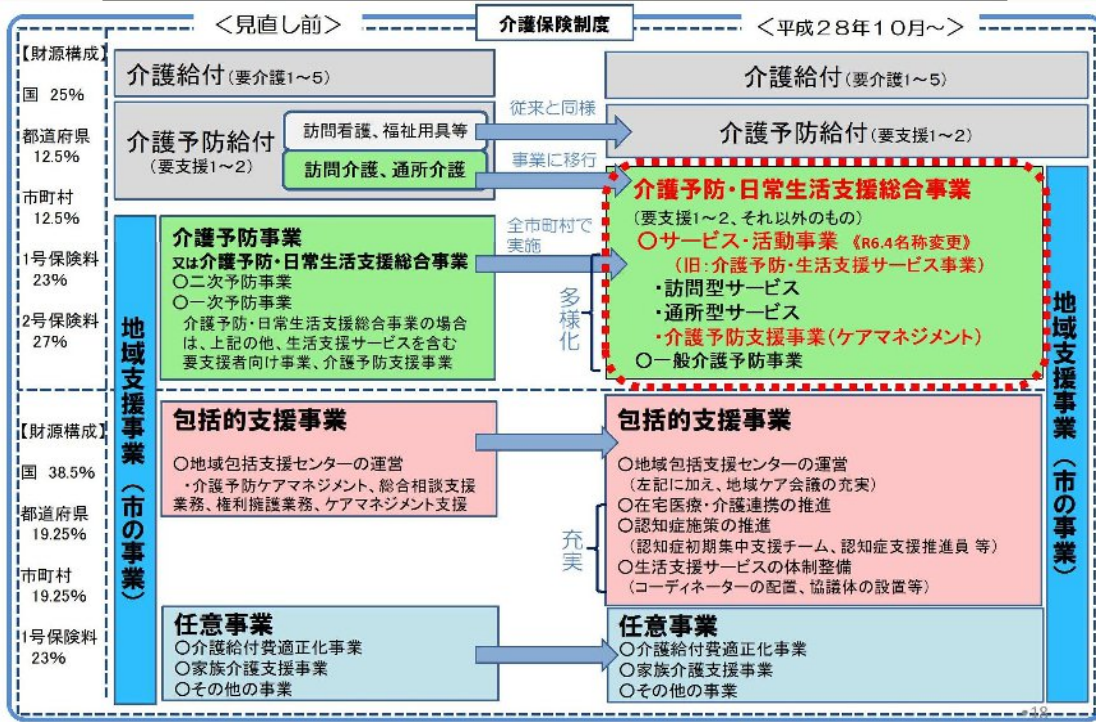 介護保険制度
＜見直し前＞
＜平成28年10月～＞
【財源構成】
国 25%
都道府県
12.5%
市町村
12.5%
1号保険料
23%
2号保険料
27%
【財源構成】
国 38.5%
都道府県
19.25%
市町村
19.25%
1号保険料
23%
地域支援事業（市の事業）
介護給付（要介護1～5）
介護予防給付
（要支援1～2）
訪問看護、福祉用具等
訪問介護、通所介護
介護予防事業
又は介護予防・日常生活支援総合事業
○二次予防事業
○一次予防事業
介護予防・日常生活支援総合事業の場合
は、上記の他、生活支援サービスを含む
要支援者向け事業、介護予防支援事業
包括的支援事業
○地域包括支援センターの運営
・介護予防ケアマネジメント、総合相談支援
業務、権利擁護業務、ケアマネジメント支援
任意事業
○介護給付費適正化事業
○家族介護支援事業
○その他の事業
従来と同様
事業に移行
全市町村で
実施
多様化
充実
介護給付（要介護1～5）
介護予防給付（要支援1～2）
介護予防・日常生活支援総合事業
（要支援1～2、それ以外のもの）
○サービス・活動事業 《R6.4名称変更》
（旧：介護予防・生活支援サービス事業）
・訪問型サービス
・通所型サービス
・介護予防支援事業（ケアマネジメント）
○一般介護予防事業
包括的支援事業
○地域包括支援センターの運営
（左記に加え、地域ケア会議の充実）
○在宅医療・介護連携の推進
○認知症施策の推進
（認知症初期集中支援チーム、認知症支援推進員 等）
○生活支援サービスの体制整備
（コーディネーターの配置、協議体の設置等）
任意事業
○介護給付費適正化事業
○家族介護支援事業
○その他の事業
地域支援事業（市の事業）
18